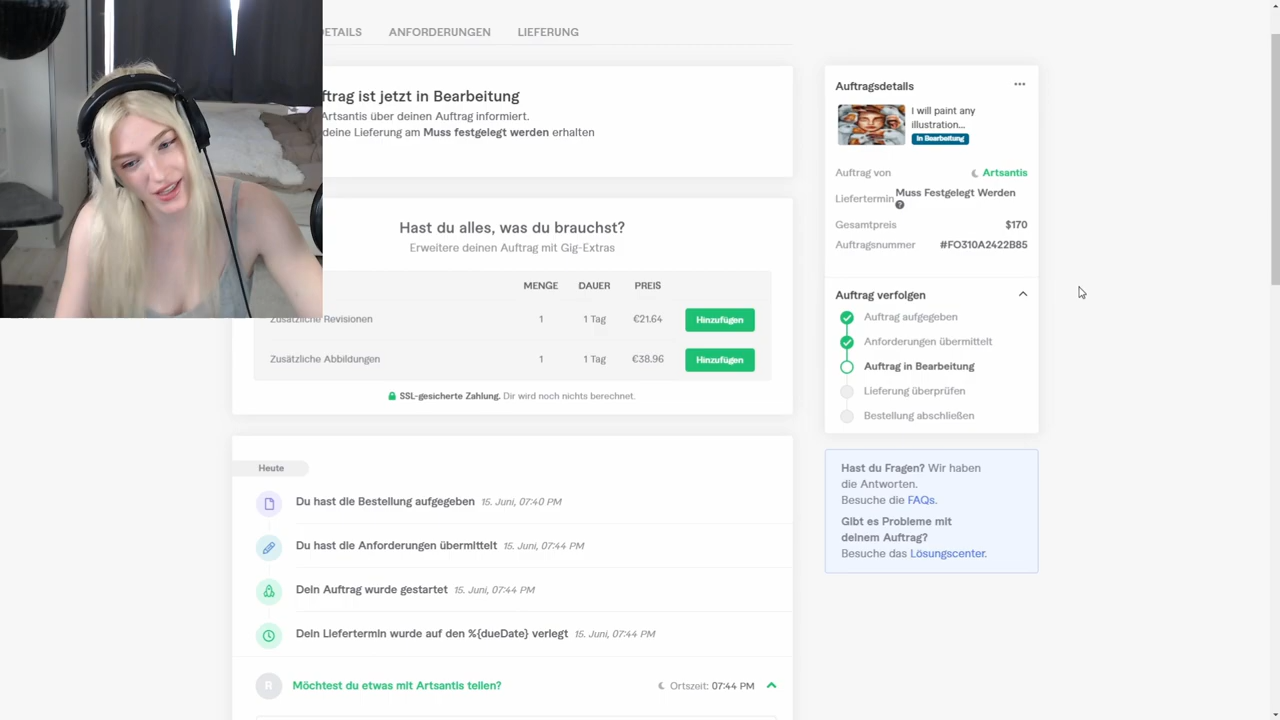 DETAILS ANFORDERUNGEN LIEFERUNG
ftrag ist jetzt in Bearbeitung
Artsantis über deinen Auftrag informiert.
deine Lieferung am Muss festgelegt werden erhalten
Hast du alles, was du brauchst?
Erweitere deinen Auftrag mit Gig-Extras
MENGE DAUER PREIS
Zusätzliche Revisionen 1 1 Tag €21.64 Hinzufügen
Zusätzliche Abbildungen 1 1 Tag €38.96 Hinzufügen
SSL-gesicherte Zahlung. Dir wird noch nichts berechnet.
Heute
Du hast die Bestellung aufgegeben 15. Juni, 07:40 PM
Du hast die Anforderungen übermittelt 15. Juni, 07:44 PM
Dein Auftrag wurde gestartet 15. Juni, 07:44 PM
Dein Liefertermin wurde auf den %{dueDate} verlegt 15. Juni, 07:44 PM
R Möchtest du etwas mit Artsantis teilen? Ortszeit: 07:44 PM
Auftragsdetails
I will paint any
illustration...
In Bearbeitung
Auftrag von Artsantis
Liefertermin Muss Festgelegt Werden
?
Gesamtpreis $170
Auftragsnummer #FO310A2422B85
Auftrag verfolgen
Auftrag aufgegeben
Anforderungen übermittelt
Auftrag in Bearbeitung
Lieferung überprüfen
Bestellung abschließen
Hast du Fragen? Wir haben
die Antworten.
Besuche die FAQs.
Gibt es Probleme mit
deinem Auftrag?
Besuche das Lösungscenter.